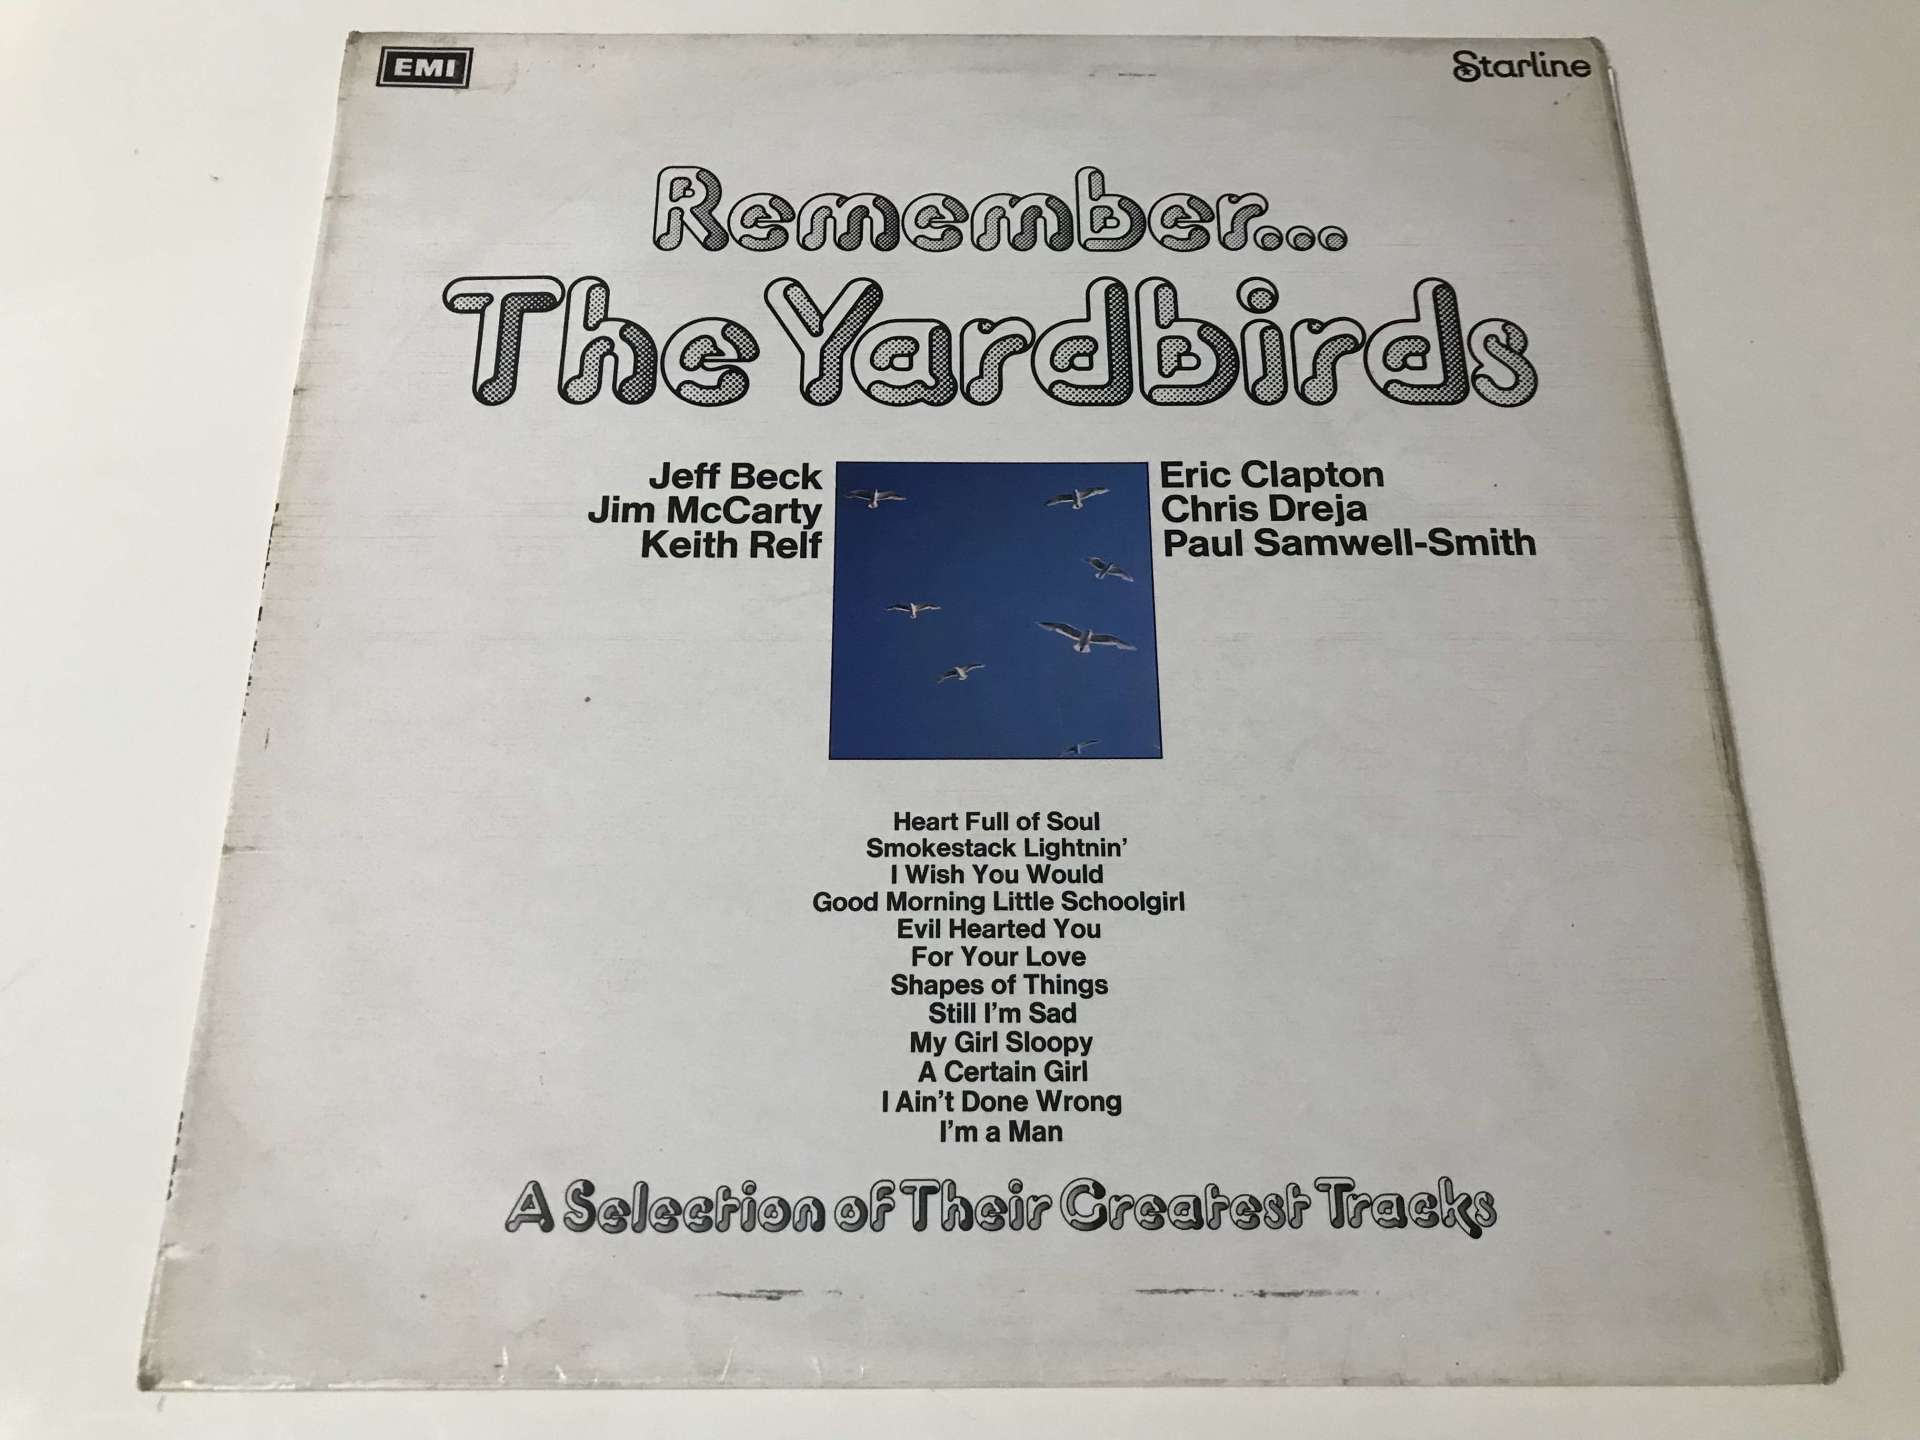 EMI
Starline
Remember...
The Yardbirds
Jeff Beck
Jim McCarty
Keith Relf
Eric Clapton
Chris Dreja
Paul Samwell-Smith
Heart Full of Soul
Smokestack Lightnin'
I Wish You Would
Good Morning Little Schoolgirl
Evil Hearted You
For Your Love
Shapes of Things
Still I'm Sad
My Girl Sloopy
A Certain Girl
I Ain't Done Wrong
I'm a Man
A Selection of Their Greatest Tracks